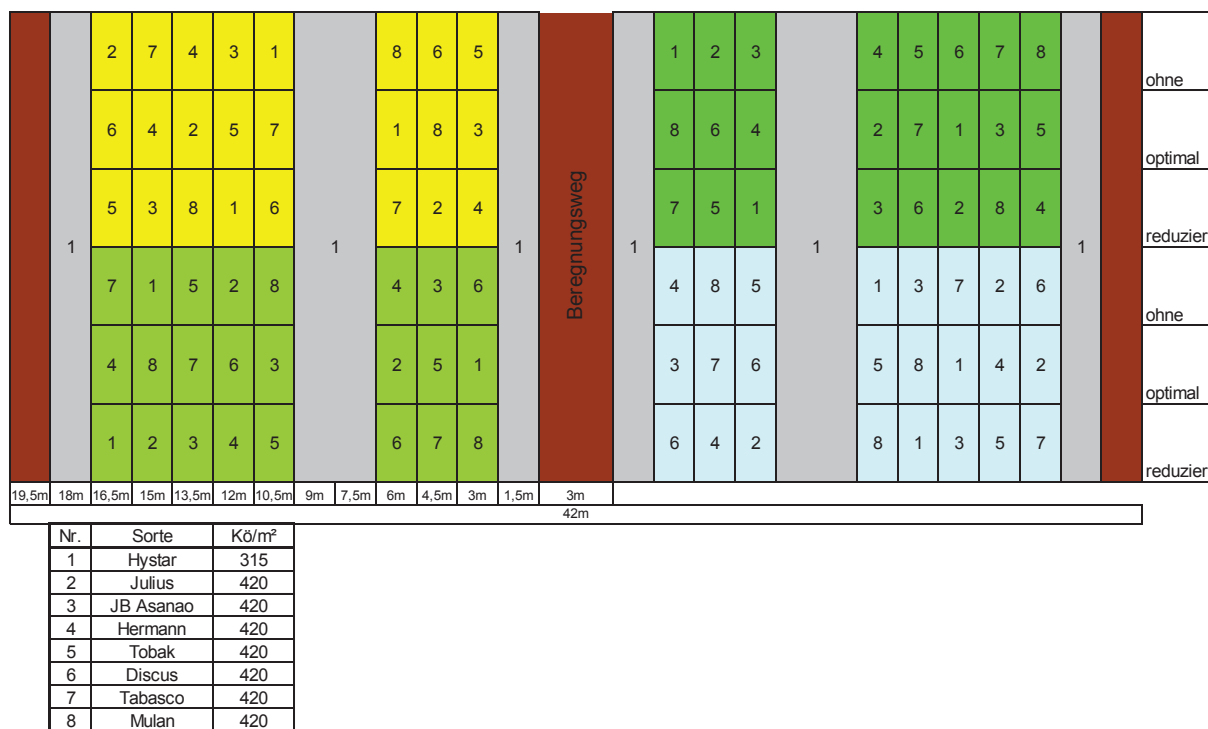 2 7 4 3 1 8 6 5 1 2 3 4 5 6 7 8
ohne
6 4 2 5 7 1 8 3 8 6 4 2 7 1 3 5
optimal
5 3 8 1 6 7 2 4 7 5 1 3 6 2 8 4
reduzier
1 1 1 Beregnungsweg 1 1 1
7 1 5 2 8 4 3 6 4 8 5 1 3 7 2 6
ohne
4 8 7 6 3 2 5 1 3 7 6 5 8 1 4 2
optimal
1 2 3 4 5 6 7 8 6 4 2 8 1 3 5 7
reduzier
19,5m 18m 16,5m 15m 13,5m 12m 10,5m 9m 7,5m 6m 4,5m 3m 1,5m 3m
42m
Nr. Sorte Kö/m²
1 Hystar 315
2 Julius 420
3 JB Asanao 420
4 Hermann 420
5 Tobak 420
6 Discus 420
7 Tabasco 420
8 Mulan 420